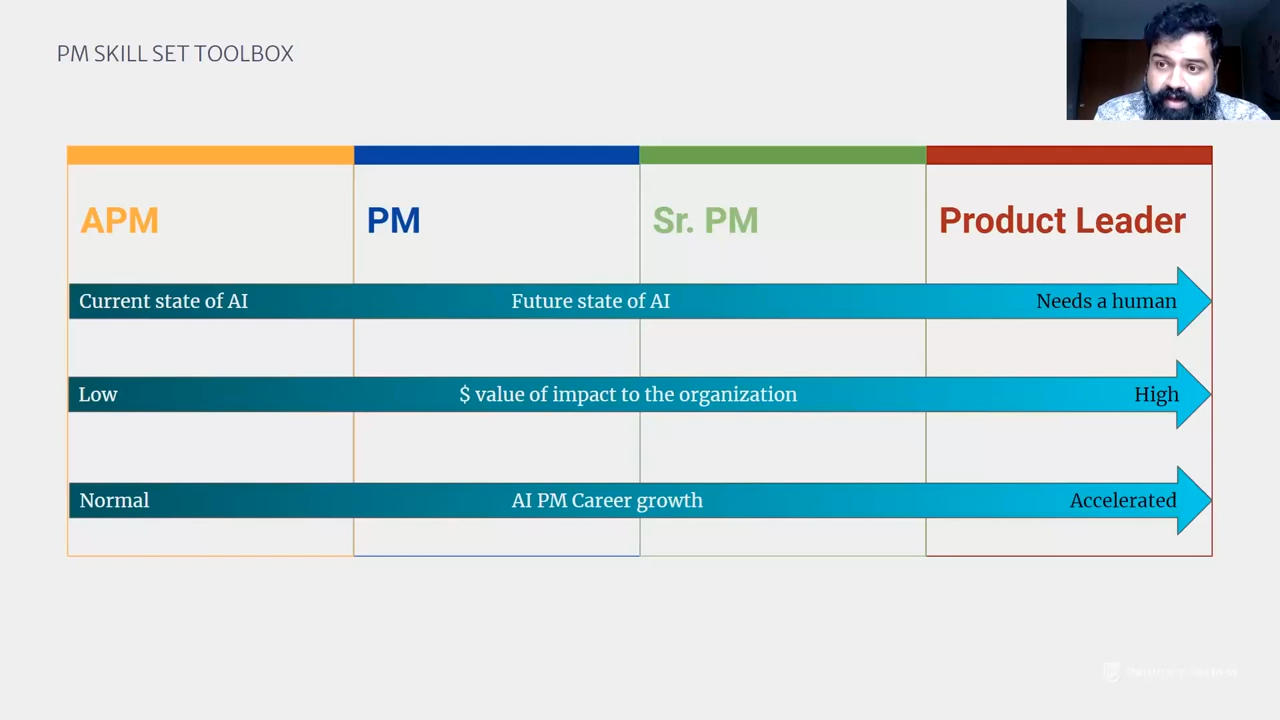 PM SKILL SET TOOLBOX
APM
PM
Sr. PM
Product Leader
Current state of AI
Future state of AI
Needs a human
Low
$ value of impact to the organization
High
Normal
AI PM Career growth
Accelerated